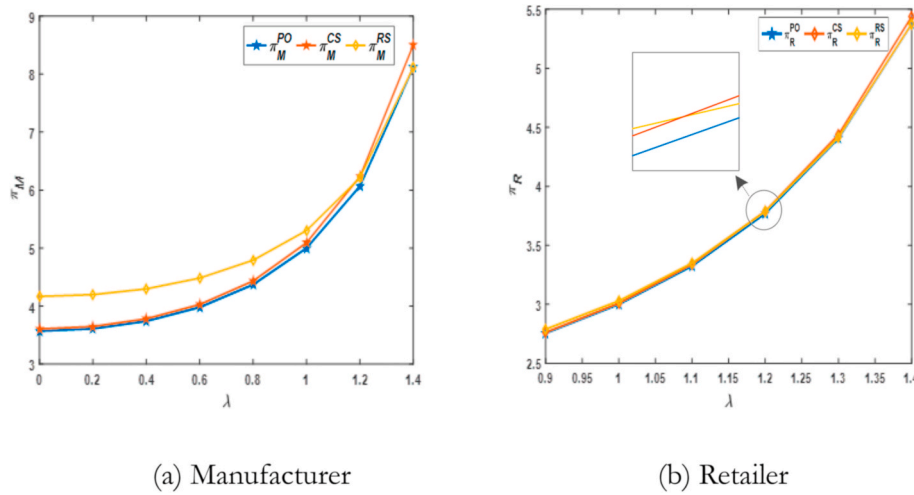 9
8
7
6
5
4
3
π_M^PO π_M^CS π_M^RS
π_M
0 0.2 0.4 0.6 0.8 1 1.2 1.4
λ
(a) Manufacturer
5.5
4.5
3.5
2.5
π_R^PO π_R^CS π_R^RS
π_R
0.9 0.95 1 1.05 1.1 1.15 1.2 1.25 1.3 1.35 1.4
λ
(b) Retailer